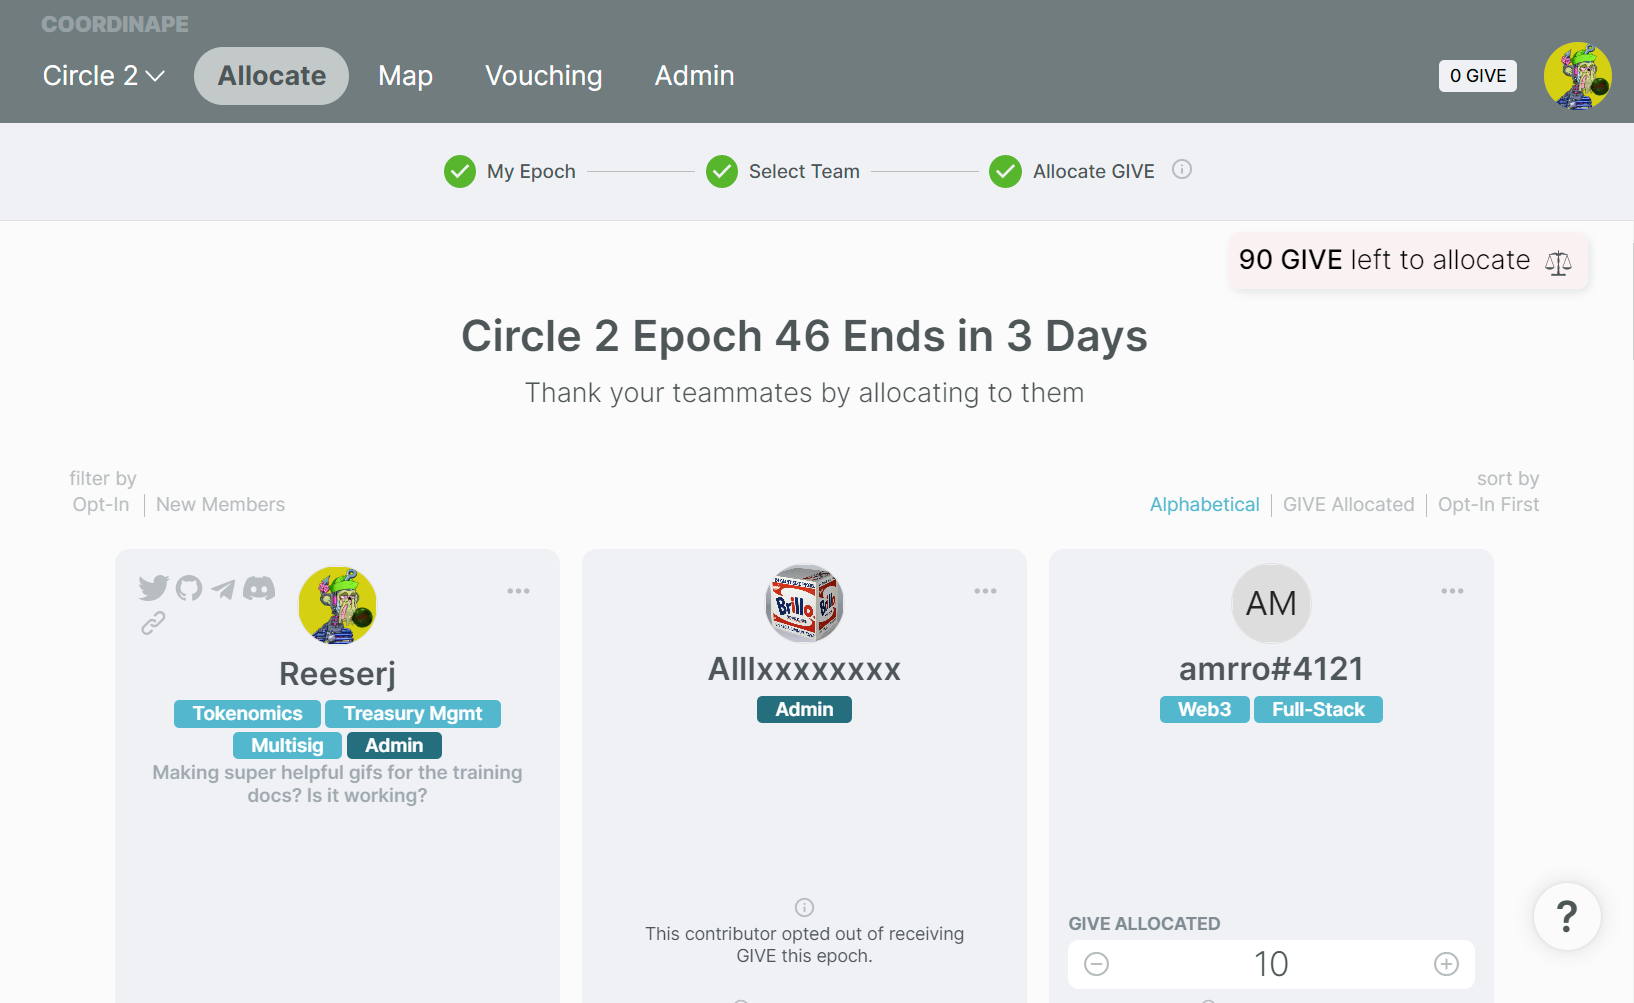 COORDINAPE
Circle 2 Allocate Map Vouching Admin 0 GIVE
My Epoch Select Team Allocate GIVE
90 GIVE left to allocate
Circle 2 Epoch 46 Ends in 3 Days
Thank your teammates by allocating to them
filter by
Opt-In New Members
sort by
Alphabetical GIVE Allocated Opt-In First
Reeserj
Tokenomics Treasury Mgmt
Multisig Admin
Making super helpful gifs for the training
docs? Is it working?
Brillo
Alllxxxxxxxx
Admin
This contributor opted out of receiving
GIVE this epoch.
AM
amrro#4121
Web3 Full-Stack
GIVE ALLOCATED
10
?